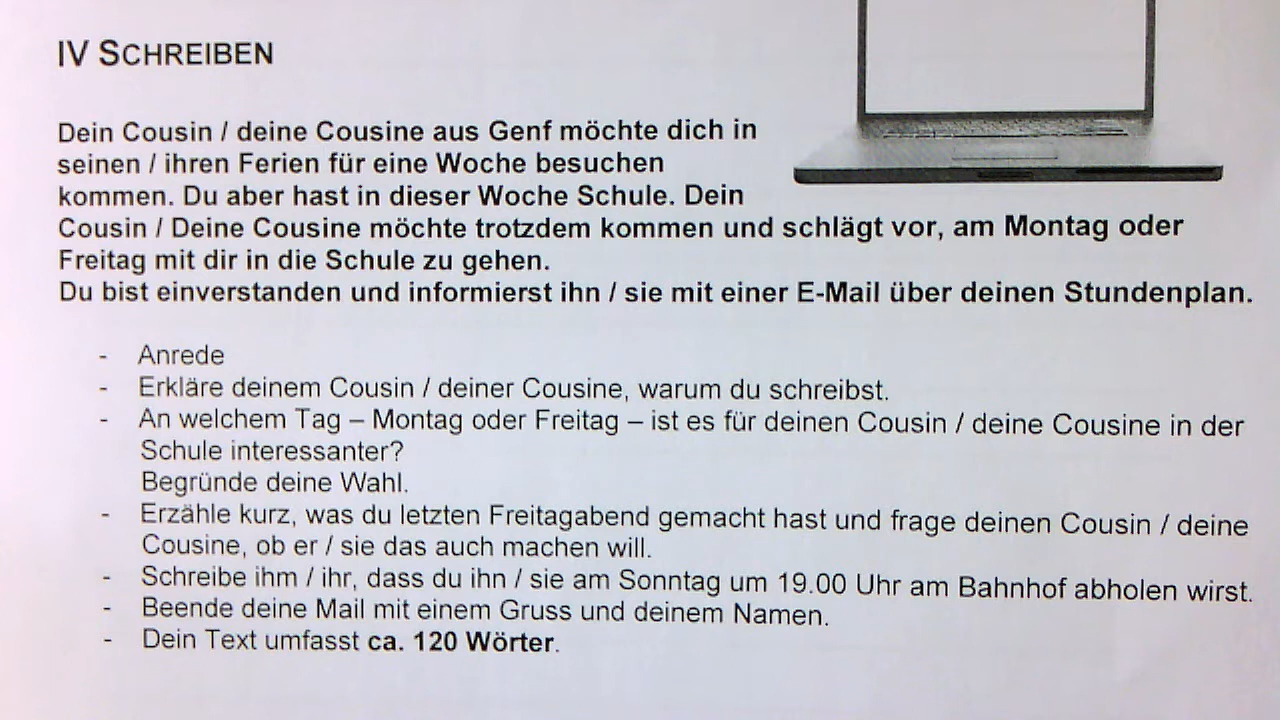 IV SCHREIBEN
Dein Cousin / deine Cousine aus Genf möchte dich in
seinen / ihren Ferien für eine Woche besuchen
kommen. Du aber hast in dieser Woche Schule. Dein
Cousin / Deine Cousine möchte trotzdem kommen und schlägt vor, am Montag oder
Freitag mit dir in die Schule zu gehen.
Du bist einverstanden und informierst ihn / sie mit einer E-Mail über deinen Stundenplan.
- Anrede
- Erkläre deinem Cousin / deiner Cousine, warum du schreibst.
- An welchem Tag – Montag oder Freitag – ist es für deinen Cousin / deine Cousine in der
Schule interessanter?
Begründe deine Wahl.
- Erzähle kurz, was du letzten Freitagabend gemacht hast und frage deinen Cousin / deine
Cousine, ob er / sie das auch machen will.
- Schreibe ihm / ihr, dass du ihn / sie am Sonntag um 19.00 Uhr am Bahnhof abholen wirst.
- Beende deine Mail mit einem Gruss und deinem Namen.
- Dein Text umfasst ca. 120 Wörter.